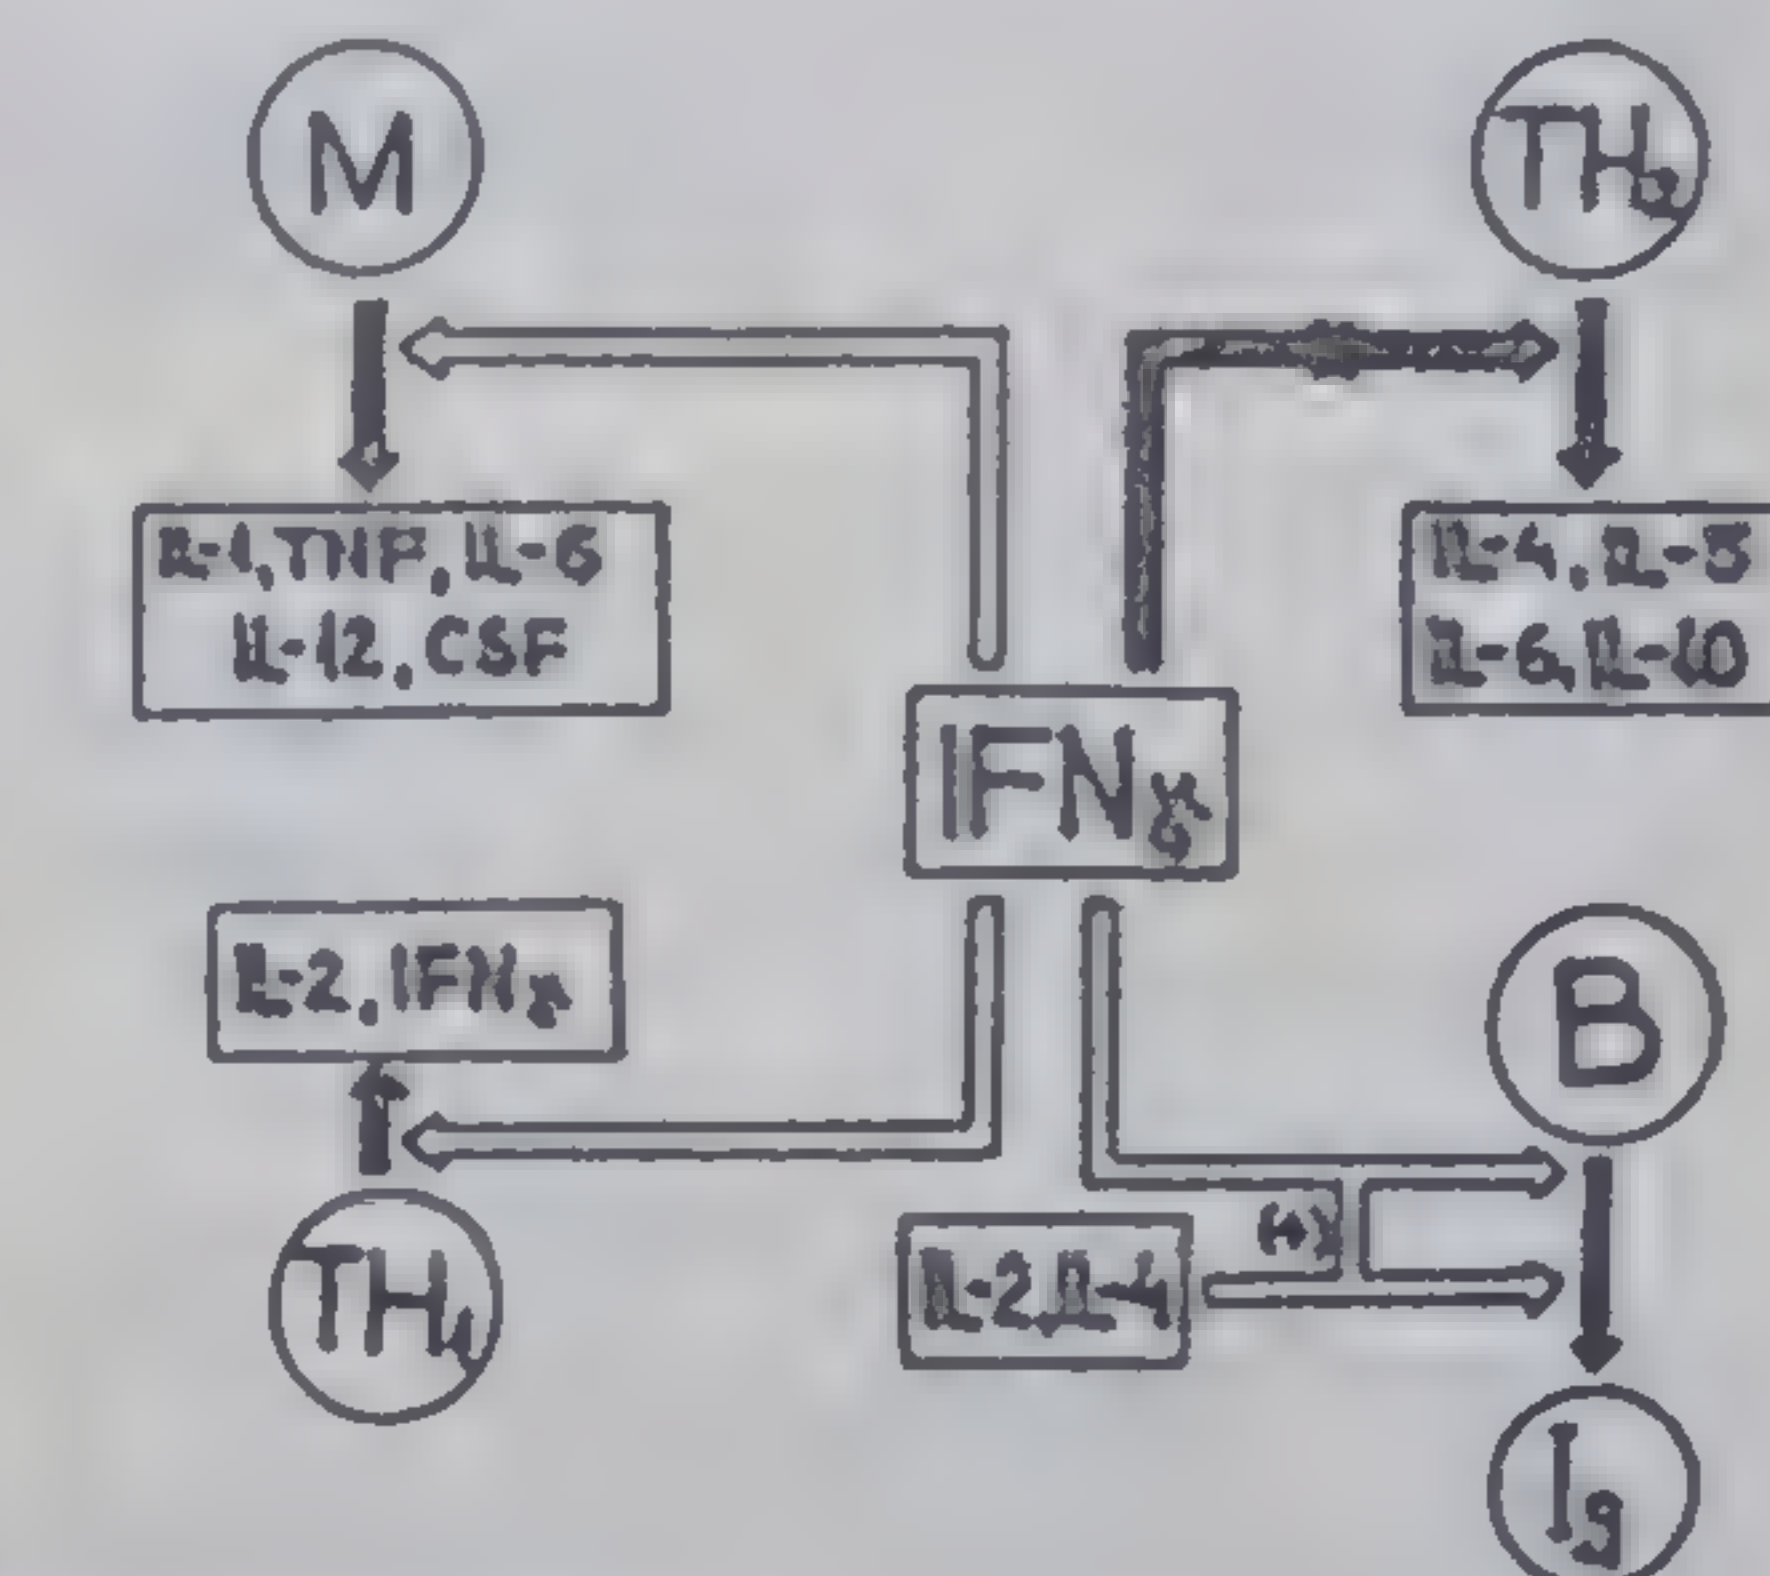 M
TH2
IL-1, TNF, IL-6
IL-12, CSF
IL-4, IL-5
IL-6, IL-10
IFNγ
IL-2, IFNγ
B
(+)
IL-2, IL-4
TH1
Ig